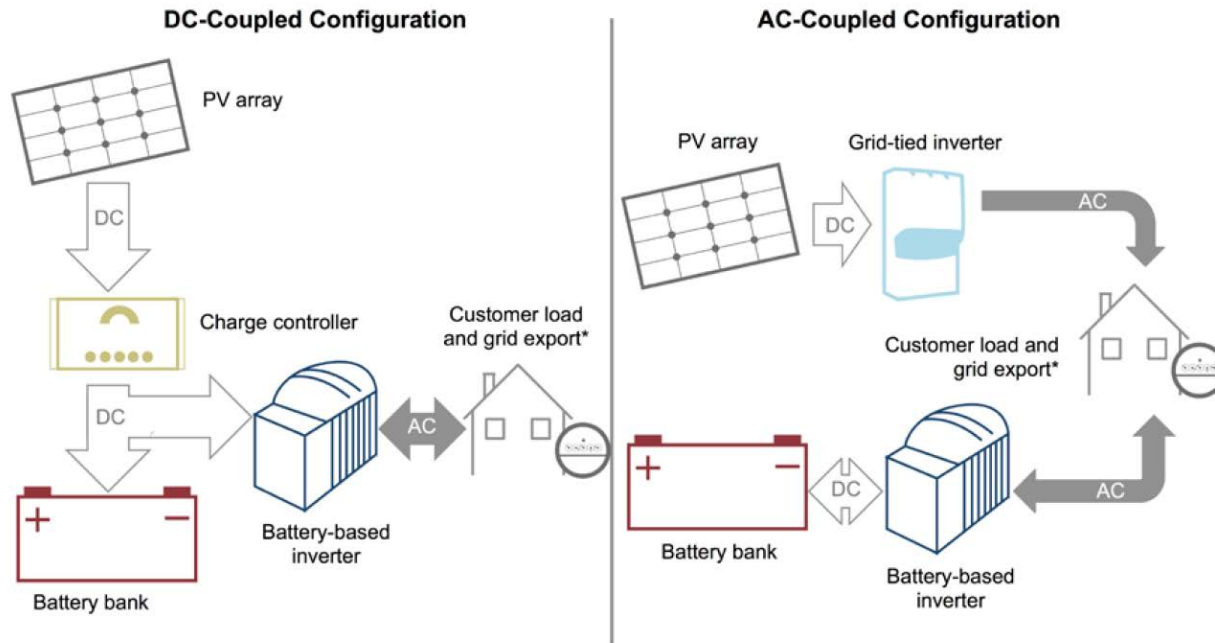 DC-Coupled Configuration
PV array
DC
Charge controller
DC
Customer load
and grid export*
AC
+
−
Battery-based
inverter
Battery bank
AC-Coupled Configuration
PV array
Grid-tied inverter
DC
AC
Customer load and
grid export*
+
−
DC
AC
Battery bank
Battery-based
inverter